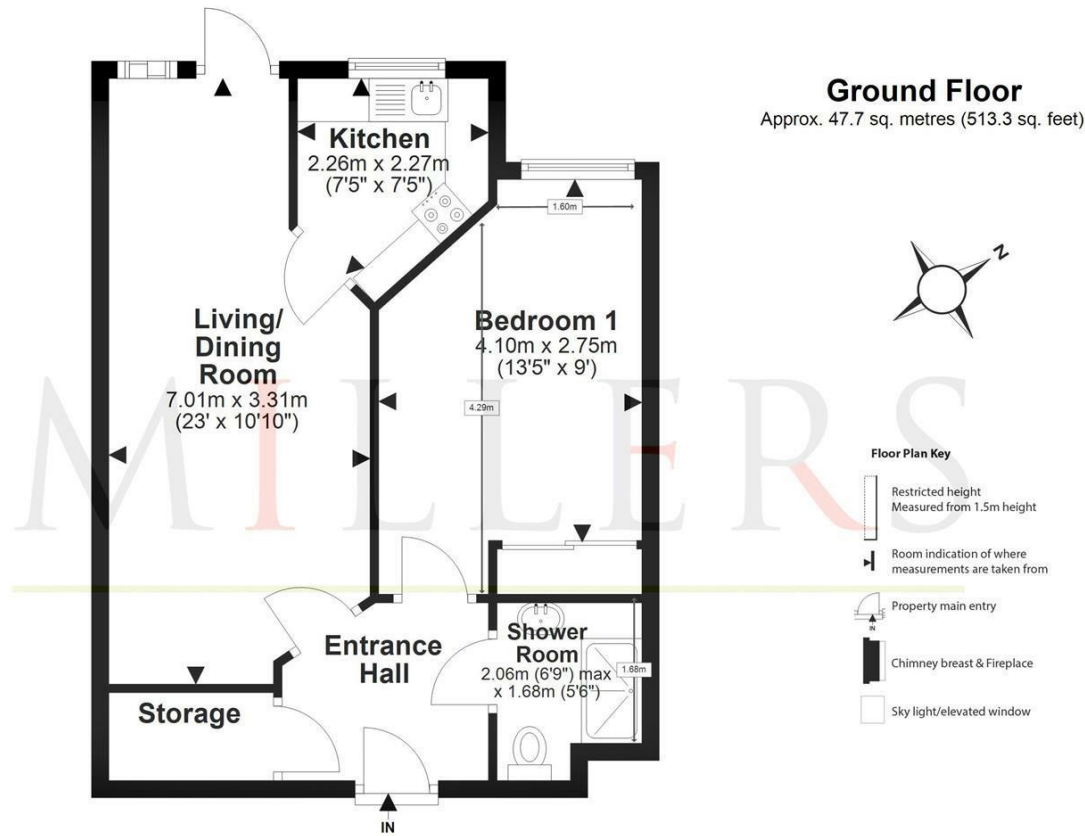 Ground Floor
Approx. 47.7 sq. metres (513.3 sq. feet)
Kitchen
2.26m x 2.27m
(7'5" x 7'5")
1.60m
N
Living/
Dining
Room
7.01m x 3.31m
(23' x 10'10")
Bedroom 1
4.10m x 2.75m
(13'5" x 9')
4.29m
MILLERS
Floor Plan Key
Restricted height
Measured from 1.5m height
Room indication of where
measurements are taken from
Property main entry
IN
Chimney breast & Fireplace
Sky light/elevated window
Entrance
Hall
Shower
Room
2.06m (6'9") max
x 1.68m (5'6")
1.68m
Storage
IN